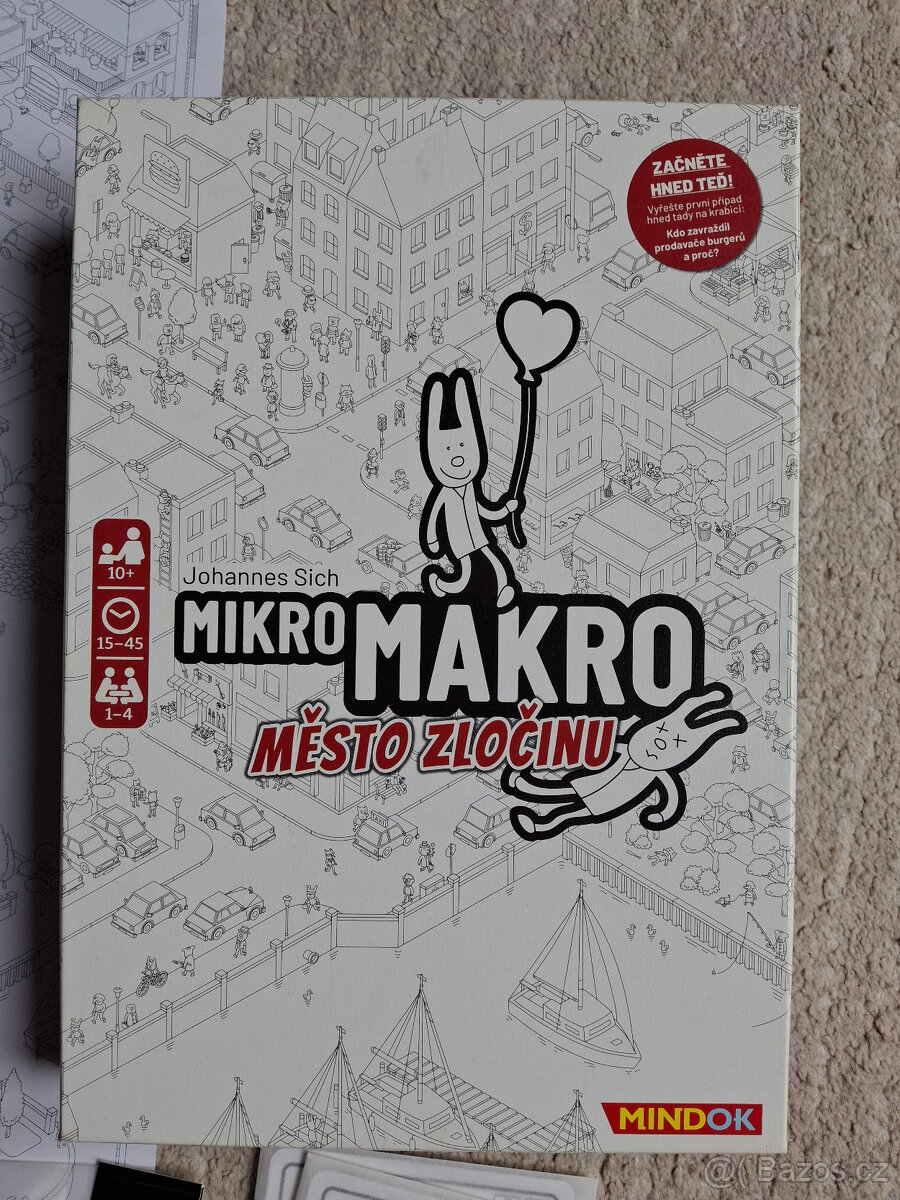 ZAČNĚTE
HNED TEĎ!
Vyřešte první případ
hned tady na krabici:
Kdo zavraždil
prodavače burgerů
a proč?
10+
15–45
1–4
Johannes Sich
MIKRO MAKRO
MĚSTO ZLOČINU
TAXI
MINDOK
@ Bazos.cz